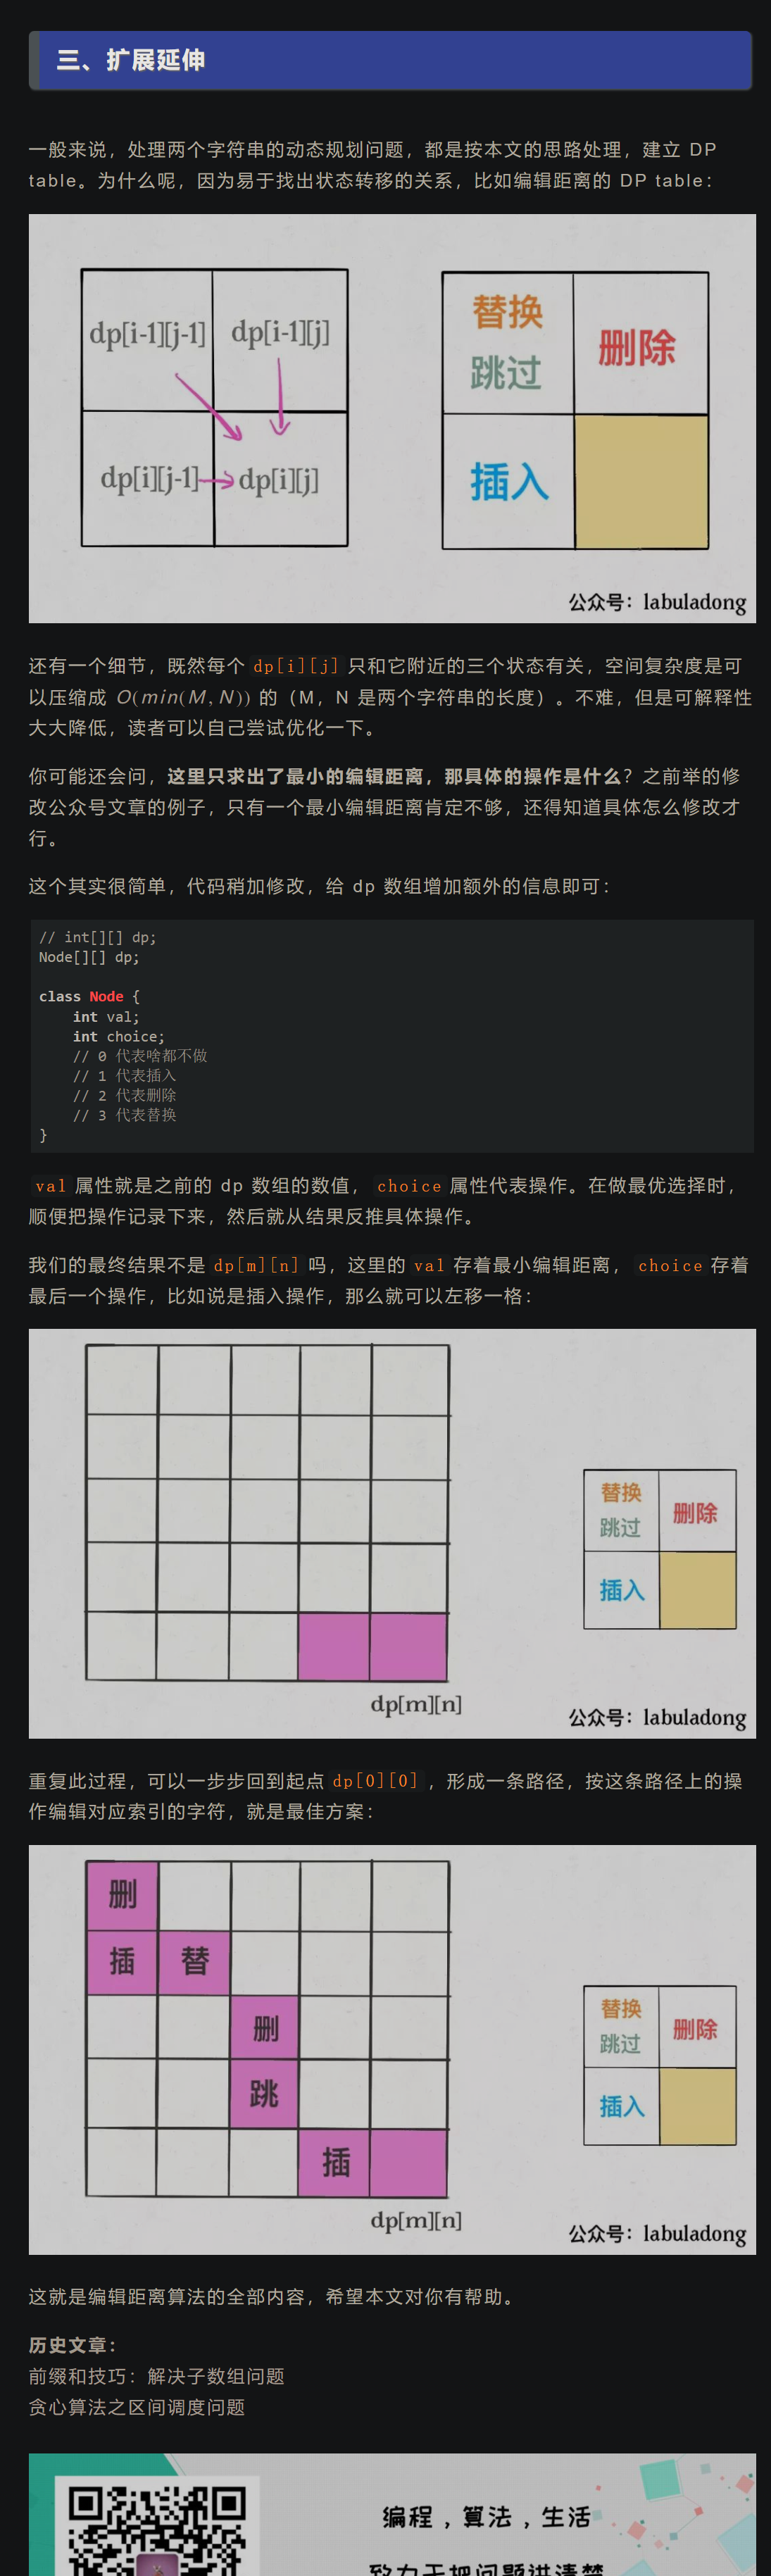 三、扩展延伸
一般来说，处理两个字符串的动态规划问题，都是按本文的思路处理，建立 DP
table。为什么呢，因为易于找出状态转移的关系，比如编辑距离的 DP table：
dp[i-1][j-1] dp[i-1][j]
dp[i][j-1] dp[i][j]
替换 删除
跳过
插入
公众号：labuladong
还有一个细节，既然每个 dp[i][j] 只和它附近的三个状态有关，空间复杂度是可
以压缩成 O(min(M, N)) 的（M，N 是两个字符串的长度）。不难，但是可解释性
大大降低，读者可以自己尝试优化一下。
你可能还会问，这里只求出了最小的编辑距离，那具体的操作是什么？之前举的修
改公众号文章的例子，只有一个最小编辑距离肯定不够，还得知道具体怎么修改才
行。
这个其实很简单，代码稍加修改，给 dp 数组增加额外的信息即可：
// int[][] dp;
Node[][] dp;
class Node {
int val;
int choice;
// 0 代表啥都不做
// 1 代表插入
// 2 代表删除
// 3 代表替换
}
val 属性就是之前的 dp 数组的数值， choice 属性代表操作。在做最优选择时，
顺便把操作记录下来，然后就从结果反推具体操作。
我们的最终结果不是 dp[m][n] 吗，这里的 val 存着最小编辑距离， choice 存着
最后一个操作，比如说是插入操作，那么就可以左移一格：
替换 删除
跳过
插入
dp[m][n]
公众号：labuladong
重复此过程，可以一步步回到起点 dp[0][0] ，形成一条路径，按这条路径上的操
作编辑对应索引的字符，就是最佳方案：
删
插 替
删
跳
插
替换 删除
跳过
插入
dp[m][n]
公众号：labuladong
这就是编辑距离算法的全部内容，希望本文对你有帮助。
历史文章：
前缀和技巧：解决子数组问题
贪心算法之区间调度问题
编程，算法，生活
致力于把问题讲清楚